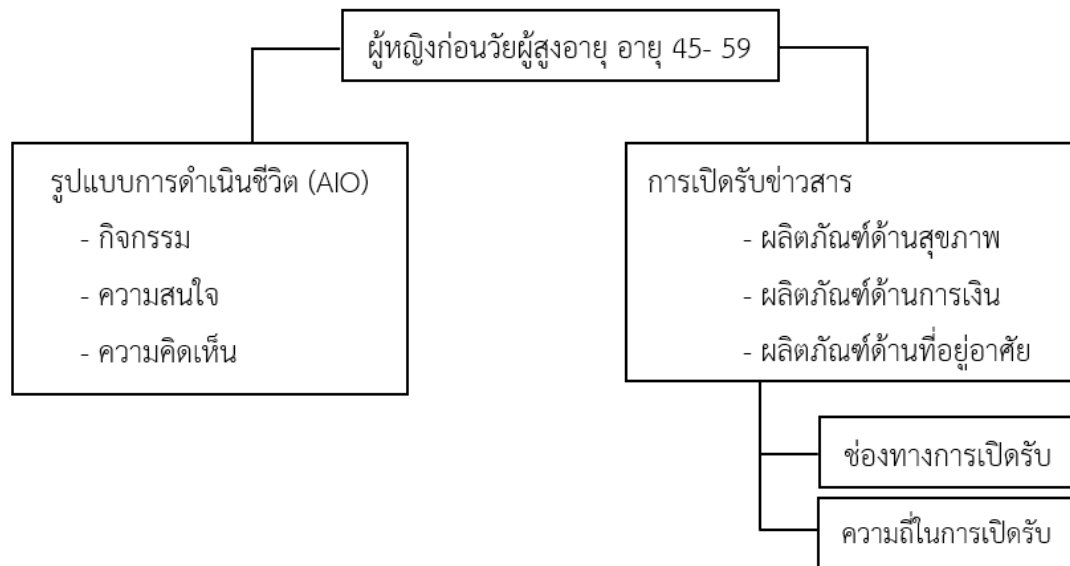 ผู้หญิงก่อนวัยผู้สูงอายุ อายุ 45- 59
รูปแบบการดำเนินชีวิต (AIO)
- กิจกรรม
- ความสนใจ
- ความคิดเห็น
การเปิดรับข่าวสาร
- ผลิตภัณฑ์ด้านสุขภาพ
- ผลิตภัณฑ์ด้านการเงิน
- ผลิตภัณฑ์ด้านที่อยู่อาศัย
ช่องทางการเปิดรับ
ความถี่ในการเปิดรับ